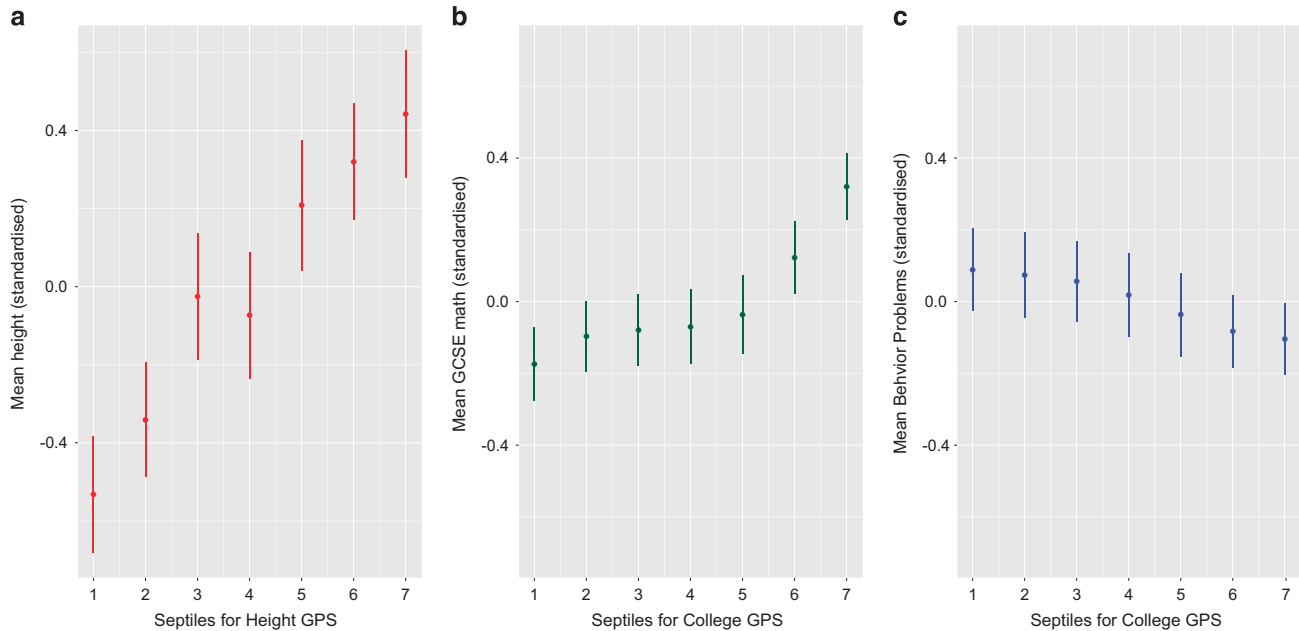 a
Mean height (standardised)
0.4
0.0
-0.4
1 2 3 4 5 6 7
Septiles for Height GPS
b
Mean GCSE math (standardised)
0.4
0.0
-0.4
1 2 3 4 5 6 7
Septiles for College GPS
c
Mean Behvior Problems (standardised)
0.4
0.0
-0.4
1 2 3 4 5 6 7
Septiles for College GPS